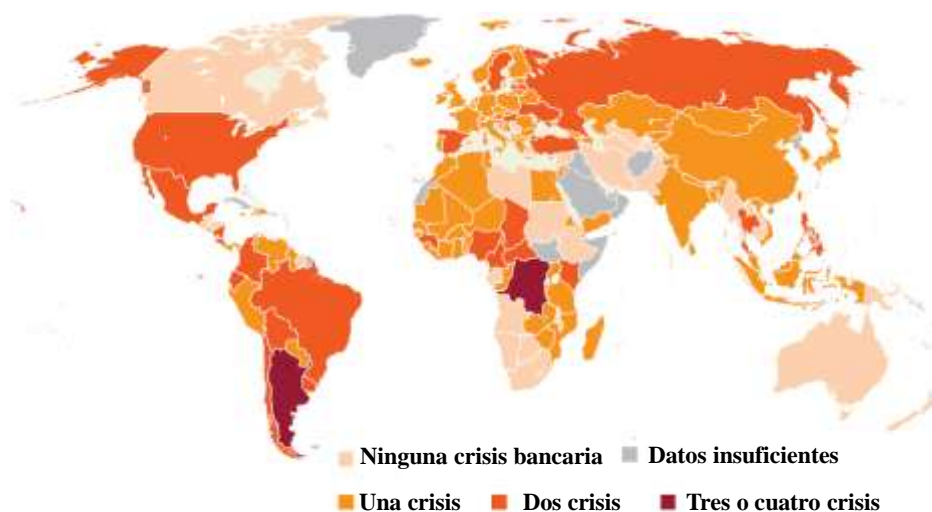 Ninguna crisis bancaria Datos insuficientes
Una crisis Dos crisis Tres o cuatro crisis